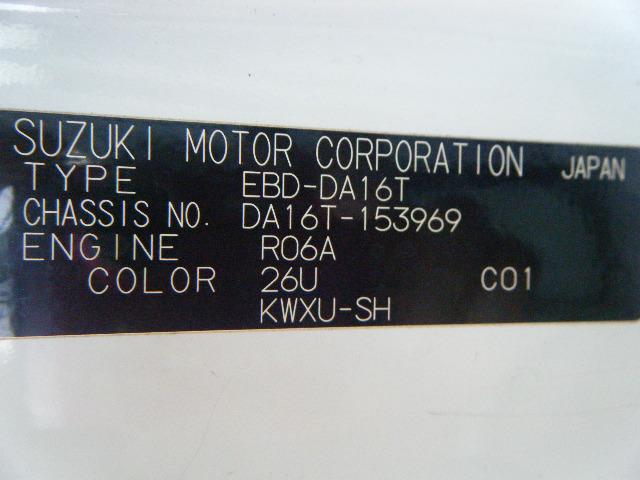 SUZUKI MOTOR CORPORATION JAPAN
TYPE EBD-DA16T
CHASSIS NO. DA16T-153969
ENGINE R06A
COLOR 26U C01
KWXU-SH